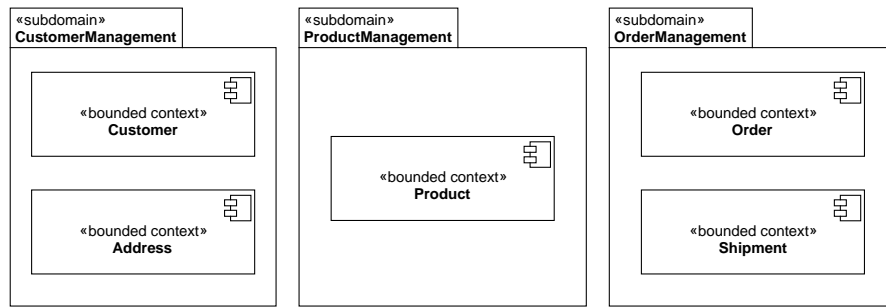 «subdomain»
CustomerManagement
«bounded context»
Customer
«bounded context»
Address
«subdomain»
ProductManagement
«bounded context»
Product
«subdomain»
OrderManagement
«bounded context»
Order
«bounded context»
Shipment